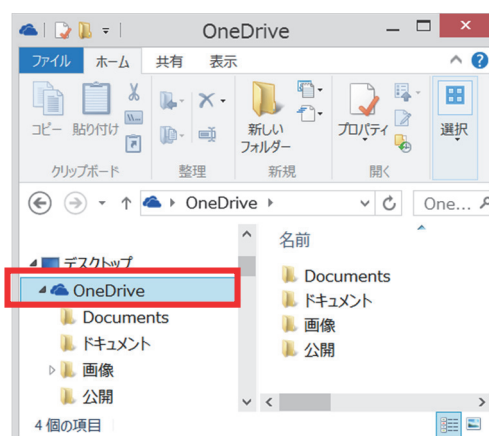 OneDrive
ファイル ホーム 共有 表示
コピー 貼り付け 新しい フォルダー プロパティ 選択
クリップボード 整理 新規 開く
OneDrive One...
デスクトップ
OneDrive
Documents
ドキュメント
画像
公開
名前
Documents
ドキュメント
画像
公開
4 個の項目